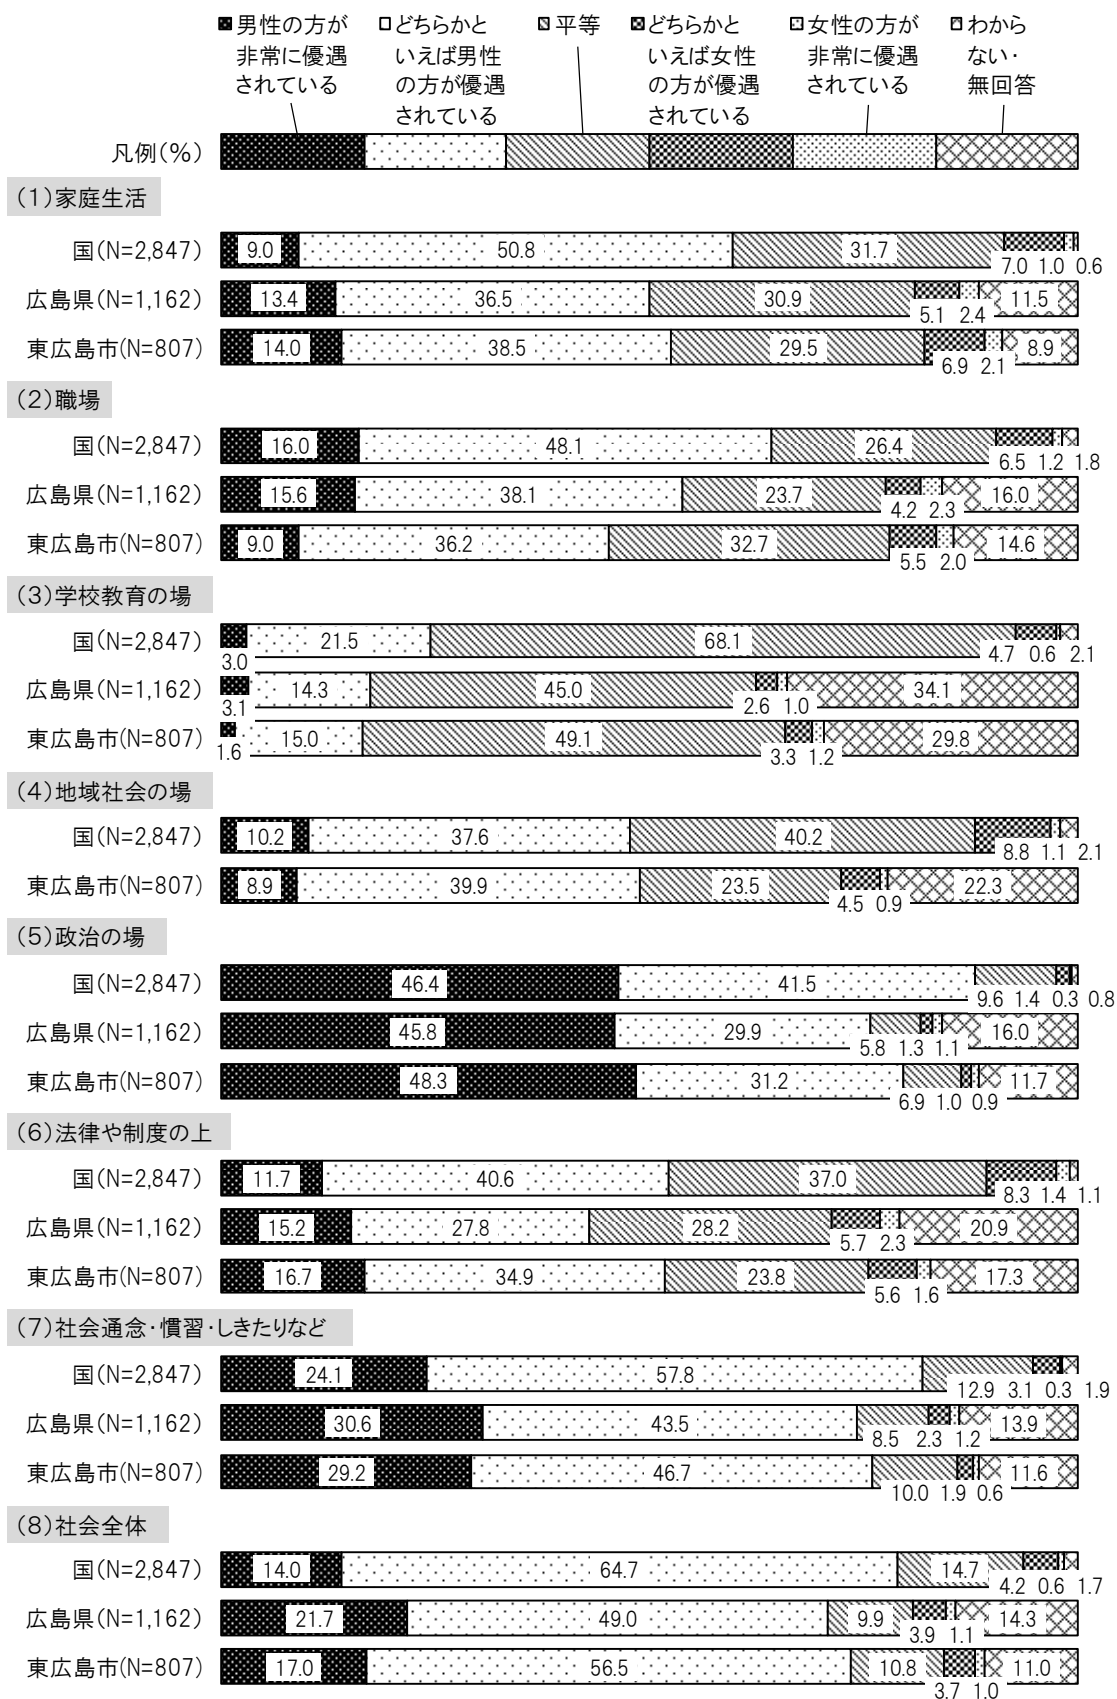 男性の方が非常に優遇されている
どちらかといえば男性の方が優遇されている
平等
どちらかといえば女性の方が優遇されている
女性の方が非常に優遇されている
わからない・無回答
凡例(%)
(1)家庭生活
国(N=2,847) 9.0 50.8 31.7 7.0 1.0 0.6
広島県(N=1,162) 13.4 36.5 30.9 5.1 2.4 11.5
東広島市(N=807) 14.0 38.5 29.5 6.9 2.1 8.9
(2)職場
国(N=2,847) 16.0 48.1 26.4 6.5 1.2 1.8
広島県(N=1,162) 15.6 38.1 23.7 4.2 2.3 16.0
東広島市(N=807) 9.0 36.2 32.7 5.5 2.0 14.6
(3)学校教育の場
国(N=2,847) 3.0 21.5 68.1 4.7 0.6 2.1
広島県(N=1,162) 3.1 14.3 45.0 2.6 1.0 34.1
東広島市(N=807) 1.6 15.0 49.1 3.3 1.2 29.8
(4)地域社会の場
国(N=2,847) 10.2 37.6 40.2 8.8 1.1 2.1
東広島市(N=807) 8.9 39.9 23.5 4.5 0.9 22.3
(5)政治の場
国(N=2,847) 46.4 41.5 9.6 1.4 0.3 0.8
広島県(N=1,162) 45.8 29.9 5.8 1.3 1.1 16.0
東広島市(N=807) 48.3 31.2 6.9 1.0 0.9 11.7
(6)法律や制度の上
国(N=2,847) 11.7 40.6 37.0 8.3 1.4 1.1
広島県(N=1,162) 15.2 27.8 28.2 5.7 2.3 20.9
東広島市(N=807) 16.7 34.9 23.8 5.6 1.6 17.3
(7)社会通念・慣習・しきたりなど
国(N=2,847) 24.1 57.8 12.9 3.1 0.3 1.9
広島県(N=1,162) 30.6 43.5 8.5 2.3 1.2 13.9
東広島市(N=807) 29.2 46.7 10.0 1.9 0.6 11.6
(8)社会全体
国(N=2,847) 14.0 64.7 14.7 4.2 0.6 1.7
広島県(N=1,162) 21.7 49.0 9.9 3.9 1.1 14.3
東広島市(N=807) 17.0 56.5 10.8 3.7 1.0 11.0